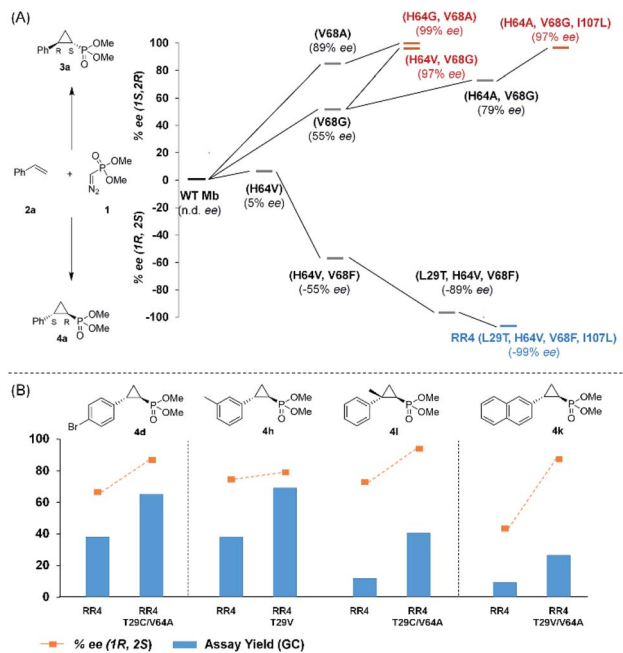 (A)
Ph
R
S
P
O
OMe
OMe
3a
Ph
2a
+
O
P
OMe
OMe
N2
1
Ph
S
R
P
O
OMe
OMe
4a
% ee (1S,2R)
% ee (1R, 2S)
100
80
60
40
20
0
-20
-40
-60
-80
-100
WT Mb
(n.d. ee)
(V68A)
(89% ee)
(V68G)
(55% ee)
(H64V)
(5% ee)
(H64G, V68A)
(99% ee)
(H64V, V68G)
(97% ee)
(H64A, V68G)
(79% ee)
(H64A, V68G, I107L)
(97% ee)
(H64V, V68F)
(-55% ee)
(L29T, H64V, V68F)
(-89% ee)
RR4 (L29T, H64V, V68F, I107L)
(-99% ee)
(B)
Br
P
O
OMe
OMe
4d
P
O
OMe
OMe
4h
P
O
OMe
OMe
4l
P
O
OMe
OMe
4k
100
80
60
40
20
0
RR4
RR4
T29C/V64A
RR4
RR4
T29V
RR4
RR4
T29C/V64A
RR4
RR4
T29V/V64A
% ee (1R, 2S)
Assay Yield (GC)